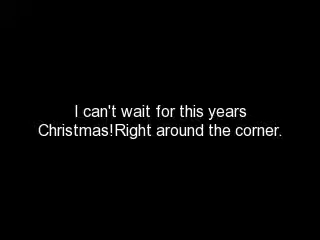 I can't wait for this years
Christmas!Right around the corner.